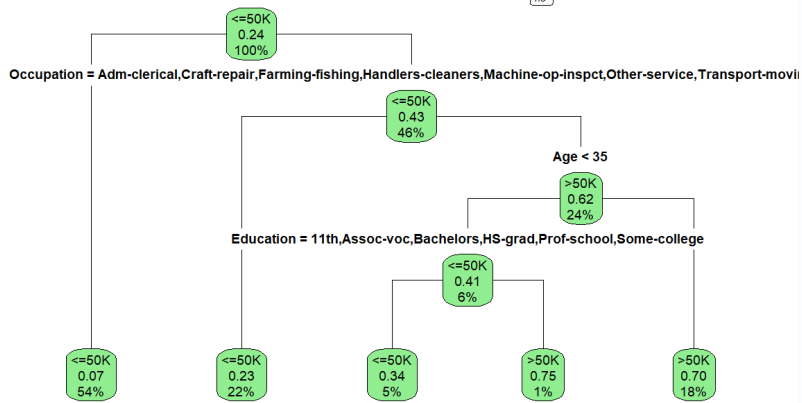 <=50K
0.24
100%
Occupation = Adm-clerical,Craft-repair,Farming-fishing,Handlers-cleaners,Machine-op-inspct,Other-service,
<=50K
0.43
46%
Age < 35
>50K
0.62
24%
Education = 11th,Assoc-voc,Bachelors,HS-grad,Prof-school,Some-college
<=50K
0.41
6%
<=50K
0.07
54%
<=50K
0.23
22%
<=50K
0.34
5%
>50K
0.75
1%
>50K
0.70
18%